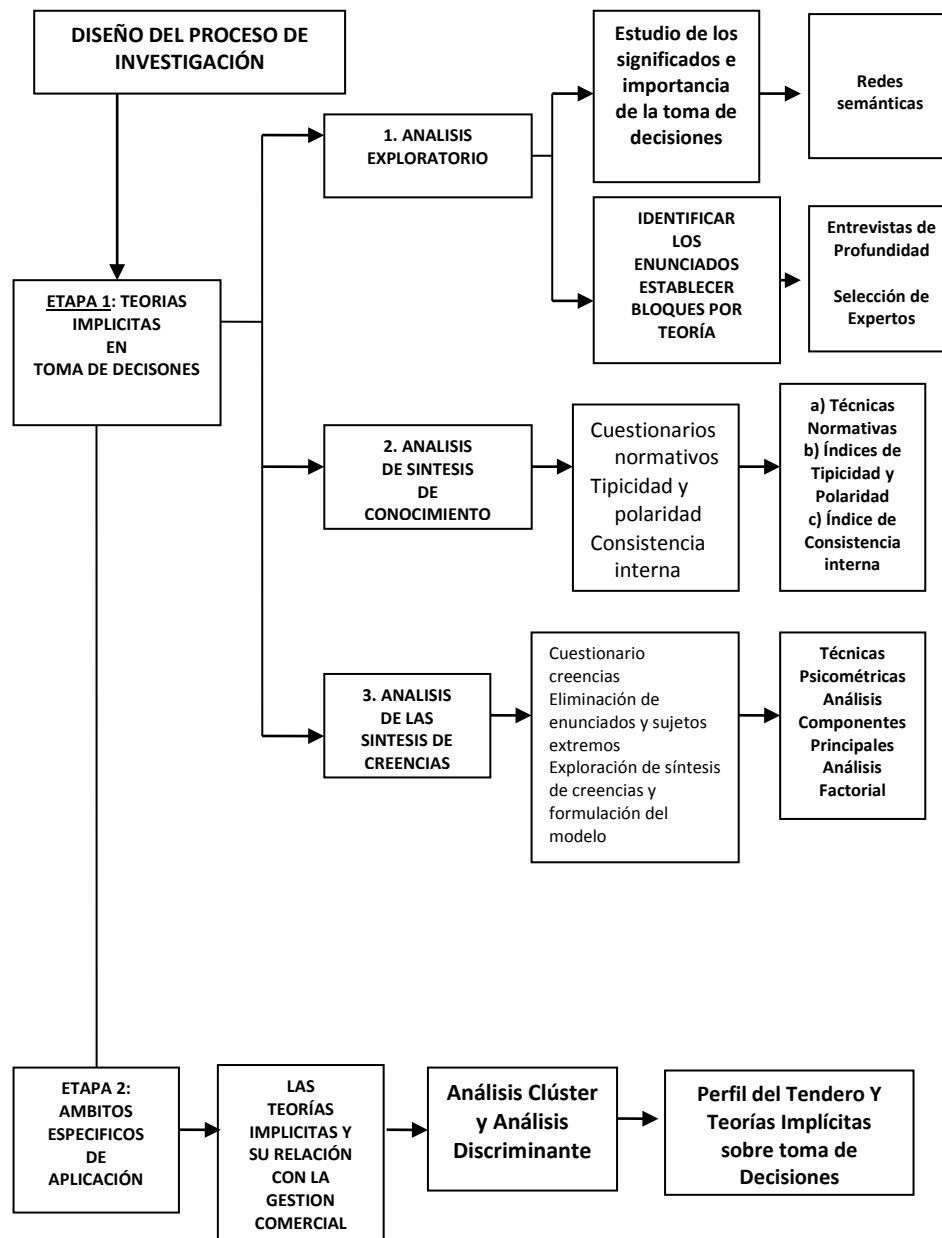 DISEÑO DEL PROCESO DE
INVESTIGACIÓN
Estudio de los
significados e
importancia
de la toma de
decisiones
Redes
semánticas
1. ANALISIS
EXPLORATORIO
IDENTIFICAR
LOS
ENUNCIADOS
ESTABLECER
BLOQUES POR
TEORÍA
Entrevistas de
Profundidad
Selección de
Expertos
ETAPA 1: TEORIAS
IMPLICITAS
EN
TOMA DE DECISONES
2. ANALISIS
DE SINTESIS
DE
CONOCIMIENTO
Cuestionarios
normativos
Tipicidad y
polaridad
Consistencia
interna
a) Técnicas
Normativas
b) Índices de
Tipicidad y
Polaridad
c) Índice de
Consistencia
interna
3. ANALISIS
DE LAS
SINTESIS DE
CREENCIAS
Cuestionario
creencias
Eliminación de
enunciados y sujetos
extremos
Exploración de síntesis
de creencias y
formulación del
modelo
Técnicas
Psicométricas
Análisis
Componentes
Principales
Análisis
Factorial
ETAPA 2:
AMBITOS
ESPECIFICOS
DE
APLICACIÓN
LAS
TEORÍAS
IMPLICITAS Y
SU RELACIÓN
CON LA
GESTION
COMERCIAL
Análisis Clúster
y Análisis
Discriminante
Perfil del Tendero Y
Teorías Implícitas
sobre toma de
Decisiones